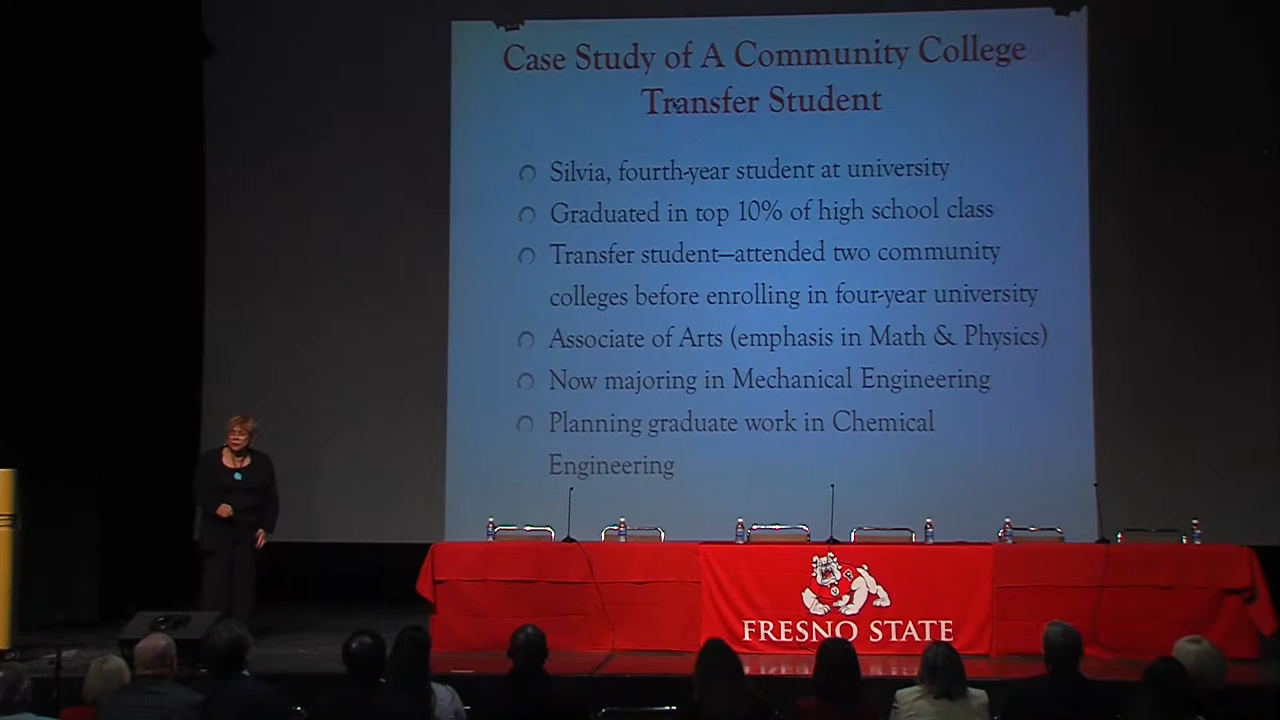 Case Study of A Community College
Transfer Student
Silvia, fourth-year student at university
Graduated in top 10% of high school class
Transfer student—attended two community
colleges before enrolling in four-year university
Associate of Arts (emphasis in Math & Physics)
Now majoring in Mechanical Engineering
Planning graduate work in Chemical
Engineering
FRESNO STATE